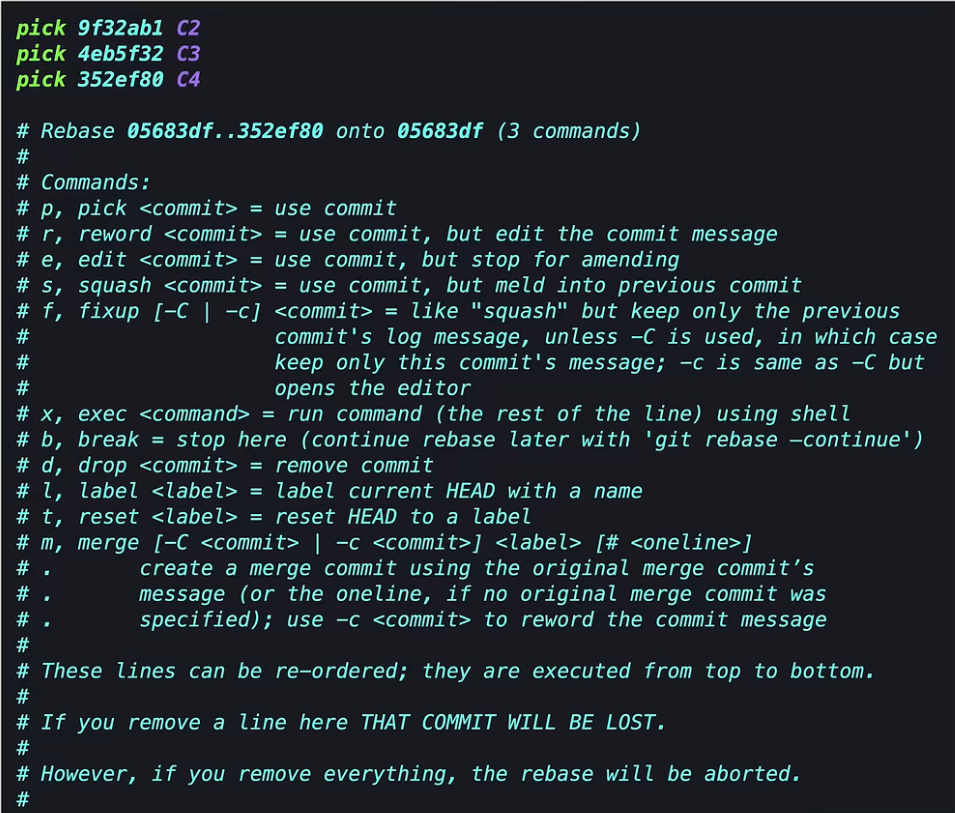 pick 9f32ab1 C2
pick 4eb5f32 C3
pick 352ef80 C4
# Rebase 05683df..352ef80 onto 05683df (3 commands)
#
# Commands:
# p, pick <commit> = use commit
# r, reword <commit> = use commit, but edit the commit message
# e, edit <commit> = use commit, but stop for amending
# s, squash <commit> = use commit, but meld into previous commit
# f, fixup [-C | -c] <commit> = like "squash" but keep only the previous
#                    commit's log message, unless -C is used, in which case
#                    keep only this commit's message; -c is same as -C but
#                    opens the editor
# x, exec <command> = run command (the rest of the line) using shell
# b, break = stop here (continue rebase later with 'git rebase —continue')
# d, drop <commit> = remove commit
# l, label <label> = label current HEAD with a name
# t, reset <label> = reset HEAD to a label
# m, merge [-C <commit> | -c <commit>] <label> [# <oneline>]
# .       create a merge commit using the original merge commit’s
# .       message (or the oneline, if no original merge commit was
# .       specified); use -c <commit> to reword the commit message
#
# These lines can be re-ordered; they are executed from top to bottom.
#
# If you remove a line here THAT COMMIT WILL BE LOST.
#
# However, if you remove everything, the rebase will be aborted.
#